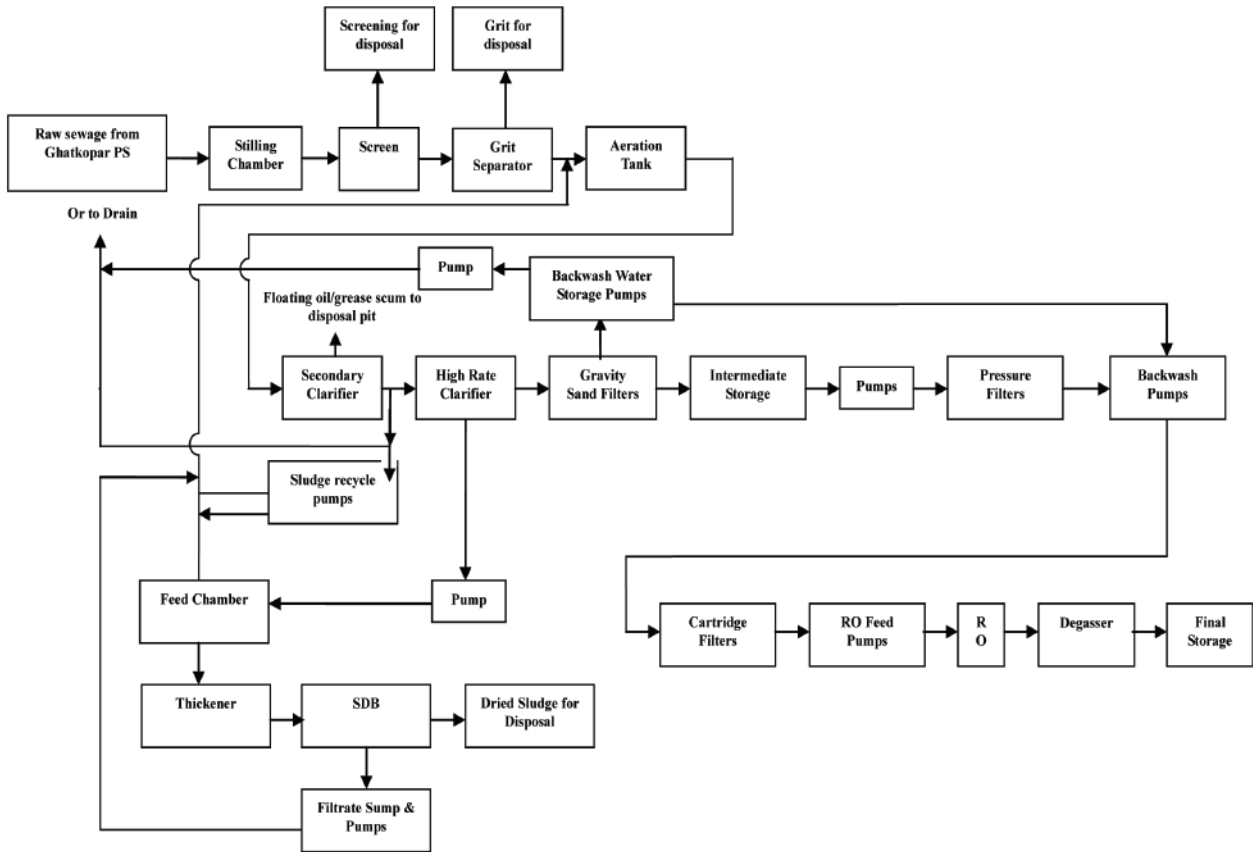 Screening for
disposal
Grit for
disposal
Raw sewage from
Ghatkopar PS
Stilling
Chamber
Screen
Grit
Separator
Aeration
Tank
Or to Drain
Pump
Backwash Water
Storage Pumps
Floating oil/grease scum to
disposal pit
Secondary
Clarifier
High Rate
Clarifier
Gravity
Sand Filters
Intermediate
Storage
Pumps
Pressure
Filters
Backwash
Pumps
Sludge recycle
pumps
Feed Chamber
Pump
Cartridge
Filters
RO Feed
Pumps
R
O
Degasser
Final
Storage
Thickener
SDB
Dried Sludge for
Disposal
Filtrate Sump &
Pumps